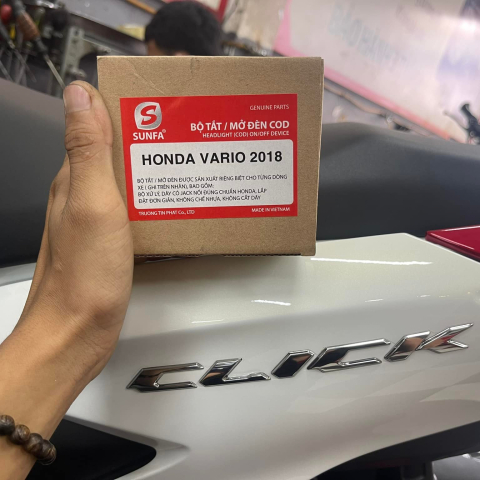 GENUINE PARTS
S
SUNFA
BỘ TẮT / MỞ ĐÈN COD
HEADLIGHT (COD) ON/OFF DEVICE
HONDA VARIO 2018
BỘ TẮT / MỞ ĐÈN ĐƯỢC SẢN XUẤT RIÊNG BIỆT CHO TỪNG DÒNG
XE ( GHI TRÊN NHÃN), BAO GỒM:
BỘ XỬ LÝ, DÂY CÓ JACK NỐI ĐÚNG CHUẨN HONDA, LẮP
ĐẶT ĐƠN GIẢN, KHÔNG CHẾ NHỰA, KHÔNG CẮT DÂY
TRUONG TIN PHAT Co., LTD
MADE IN VIETNAM
CLICK